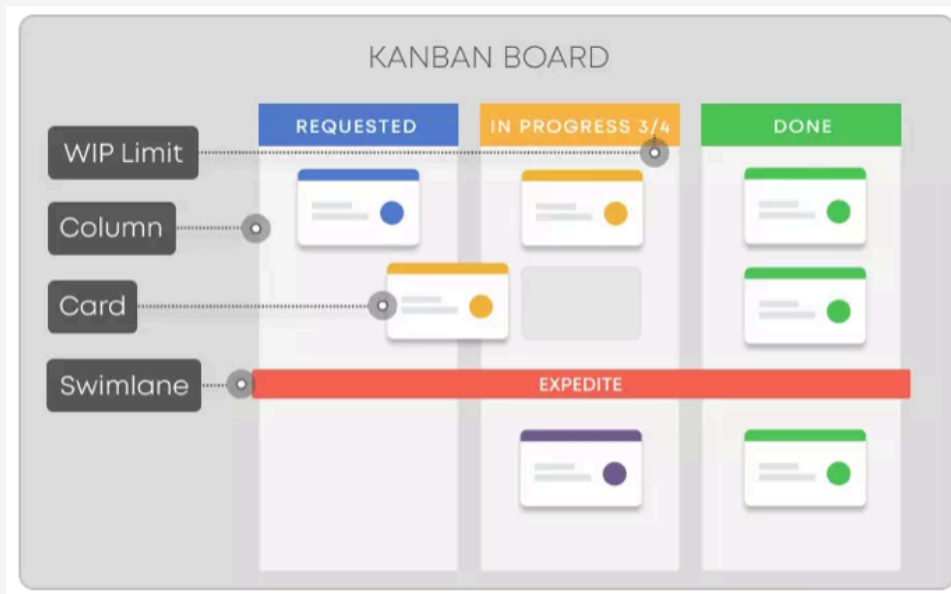 KANBAN BOARD
REQUESTED
IN PROGRESS 3/4
DONE
WIP Limit
Column
Card
Swimlane
EXPEDITE